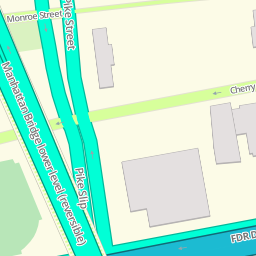 Monroe Street
Pike Street
Cherry
Manhattan Bridge lower level (reversible)
Pike Slip
FDR D